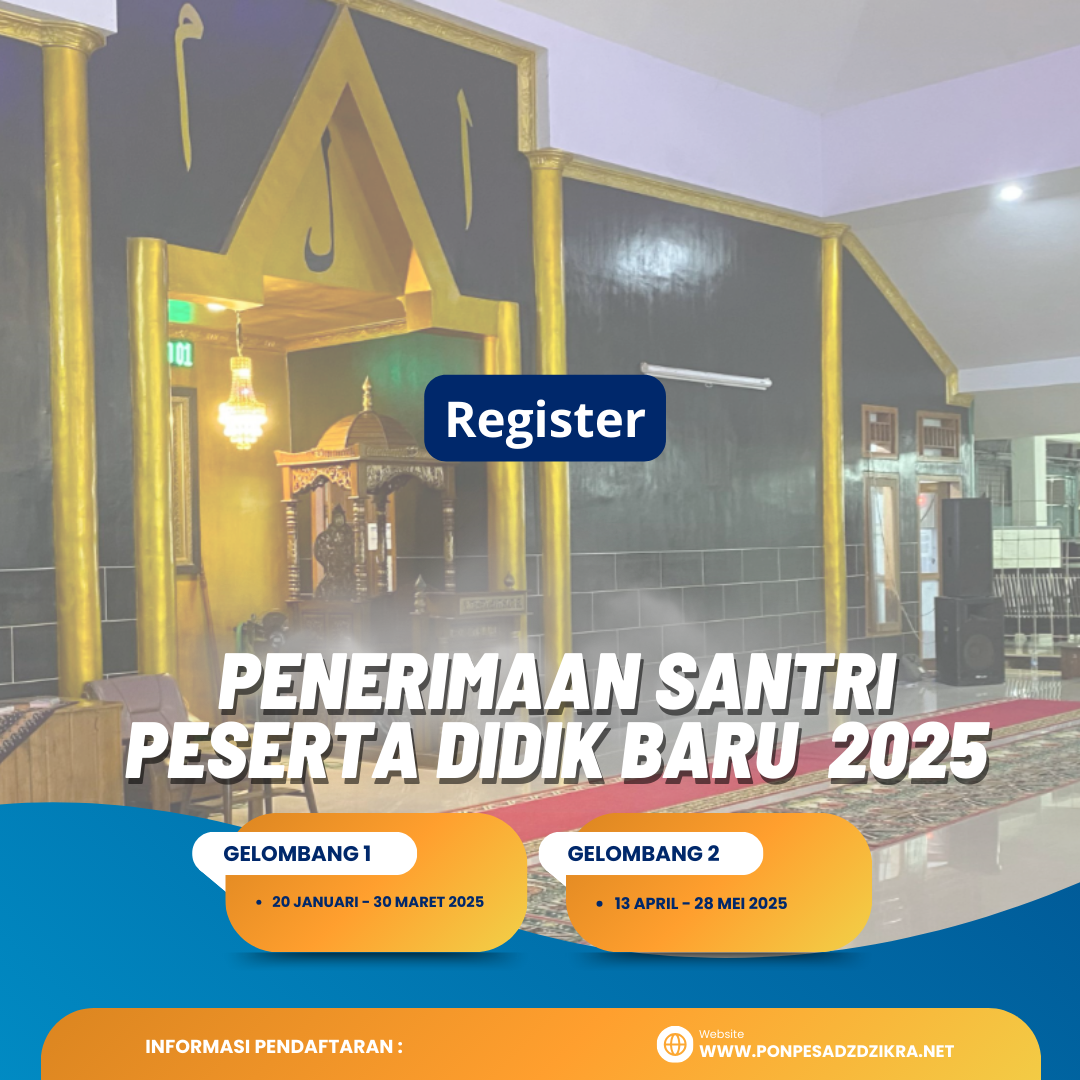 م ل ا
101
Register
PENERIMAAN SANTRI
PESERTA DIDIK BARU 2025
GELOMBANG 1
• 20 JANUARI - 30 MARET 2025
GELOMBANG 2
• 13 APRIL - 28 MEI 2025
INFORMASI PENDAFTARAN :
Website
WWW.PONPESADZDZIKRA.NET